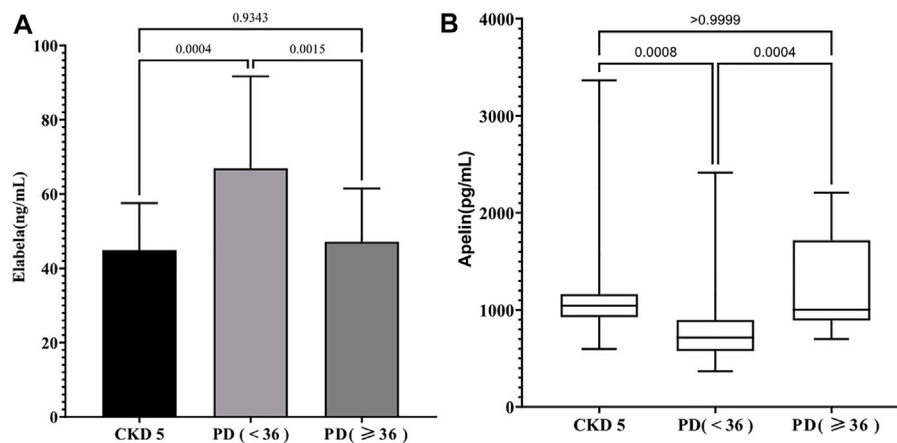 A
0.9343
0.0004
0.0015
Elabela(ng/mL)
100
80
60
40
20
0
CKD 5
PD(<36)
PD(≥36)
B
>0.9999
0.0008
0.0004
Apelin(pg/mL)
4000
3000
2000
1000
0
CKD 5
PD(<36)
PD(≥36)